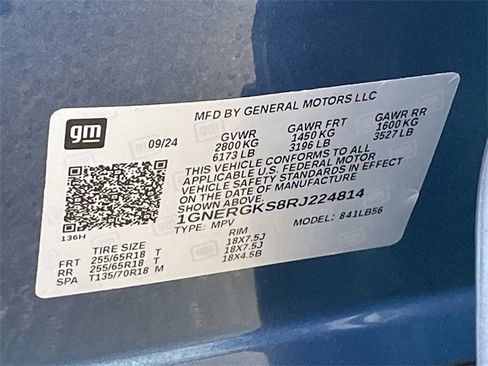 MFD BY GENERAL MOTORS LLC
gm
09/24 GVWR GAWR FRT GAWR RR
2800 KG 1450 KG 1600 KG
6173 LB 3196 LB 3527 LB
THIS VEHICLE CONFORMS TO ALL
APPLICABLE U.S. FEDERAL MOTOR
VEHICLE SAFETY STANDARDS IN EFFECT
ON THE DATE OF MANUFACTURE SHOWN ABOVE.
1GNERGKS8RJ224814
136H
TYPE: MPV MODEL: 841LB56
TIRE SIZE RIM
FRT 255/65R18 T 18X7.5J
RR 255/65R18 T 18X7.5J
SPA T135/70R18 M 18X4.5B